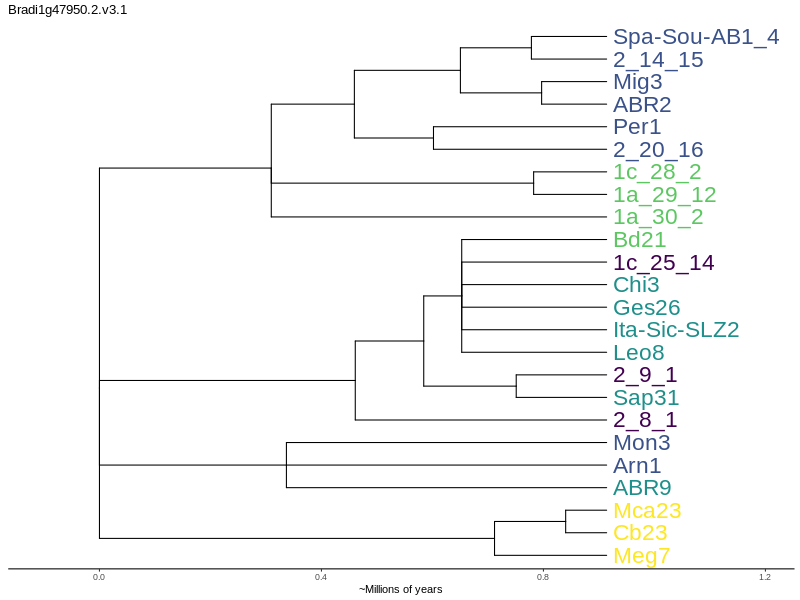 Bradi1g47950.2.v3.1
Spa-Sou-AB1_4
2_14_15
Mig3
ABR2
Per1
2_20_16
1c_28_2
1a_29_12
1a_30_2
Bd21
1c_25_14
Chi3
Ges26
Ita-Sic-SLZ2
Leo8
2_9_1
Sap31
2_8_1
Mon3
Arn1
ABR9
Mca23
Cb23
Meg7
0.0 0.4 0.8 1.2
~Millions of years